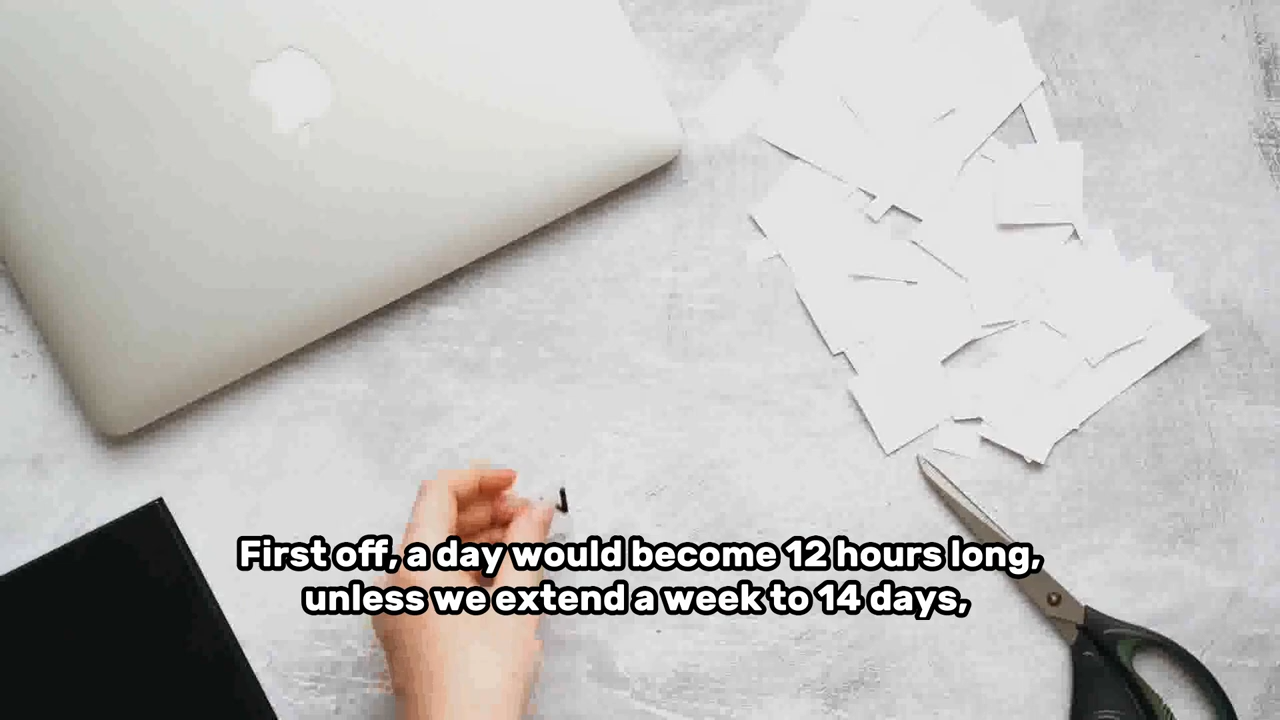 First off, a day would become 12 hours long,
unless we extend a week to 14 days,